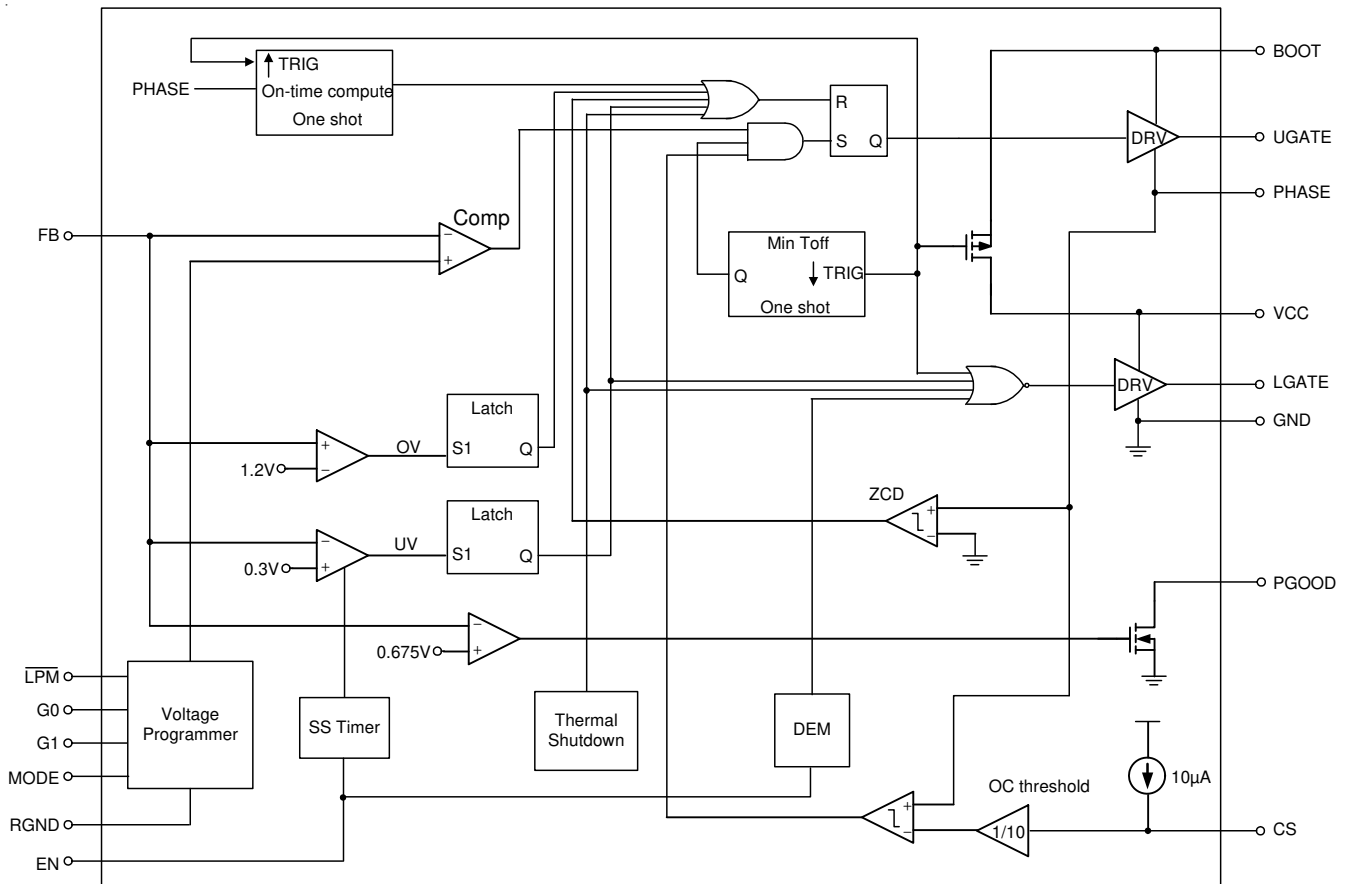 BOOT
TRIG
PHASE
On-time compute
One shot
R
S
Q
DRV
UGATE
PHASE
Comp
FB
−
+
Min Toff
Q
TRIG
One shot
VCC
DRV
LGATE
GND
Latch
OV
S1
Q
+
−
1.2V
ZCD
+
−
Latch
UV
S1
Q
−
+
0.3V
PGOOD
−
+
0.675V
LPM
G0
G1
MODE
RGND
EN
Voltage
Programmer
SS Timer
Thermal
Shutdown
DEM
10µA
OC threshold
+
−
1/10
CS